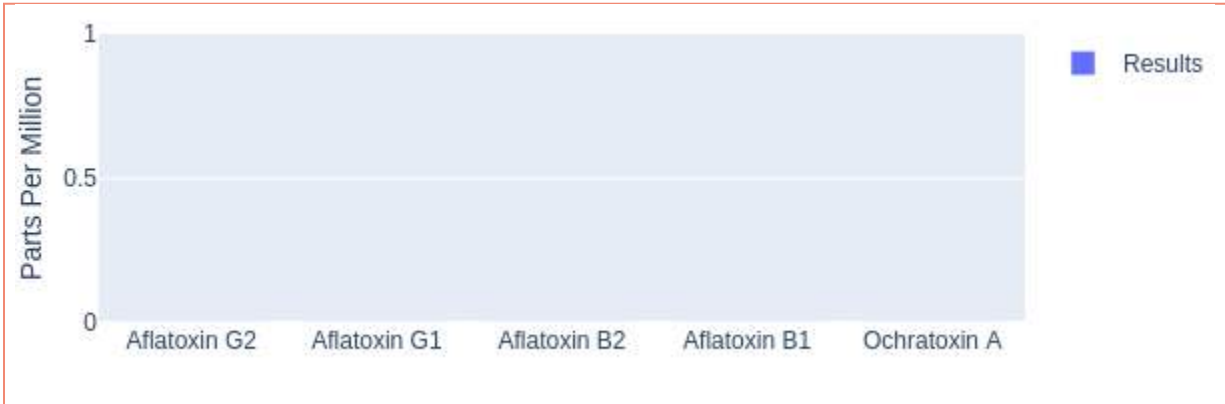 1
Results
Parts Per Million
0.5
0
Aflatoxin G2 Aflatoxin G1 Aflatoxin B2 Aflatoxin B1 Ochratoxin A